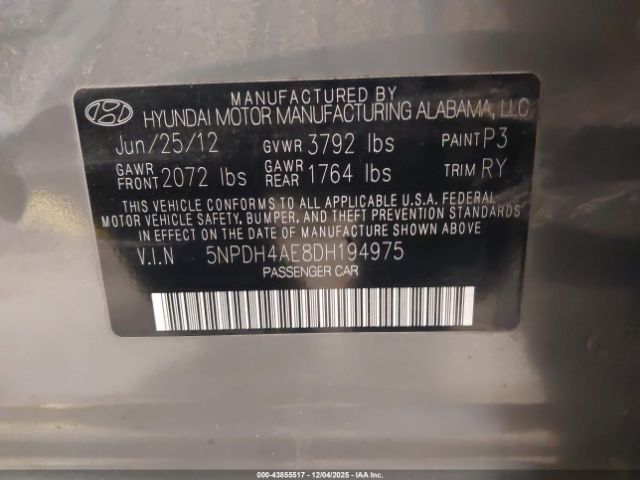 MANUFACTURED BY
HYUNDAI MOTOR MANUFACTURING ALABAMA, LLC
Jun/25/12 GVWR 3792 lbs PAINT P3
GAWR FRONT 2072 lbs GAWR REAR 1764 lbs TRIM RY
THIS VEHICLE CONFORMS TO ALL APPLICABLE U.S.A. FEDERAL
MOTOR VEHICLE SAFETY, BUMPER, AND THEFT PREVENTION STANDARDS
IN EFFECT ON THE DATE OF MANUFACTURE SHOWN ABOVE
V.I.N 5NPDH4AE8DH194975
PASSENGER CAR
000-43855517 - 12/04/2025 - COPYRIGHT IAA, LLC.